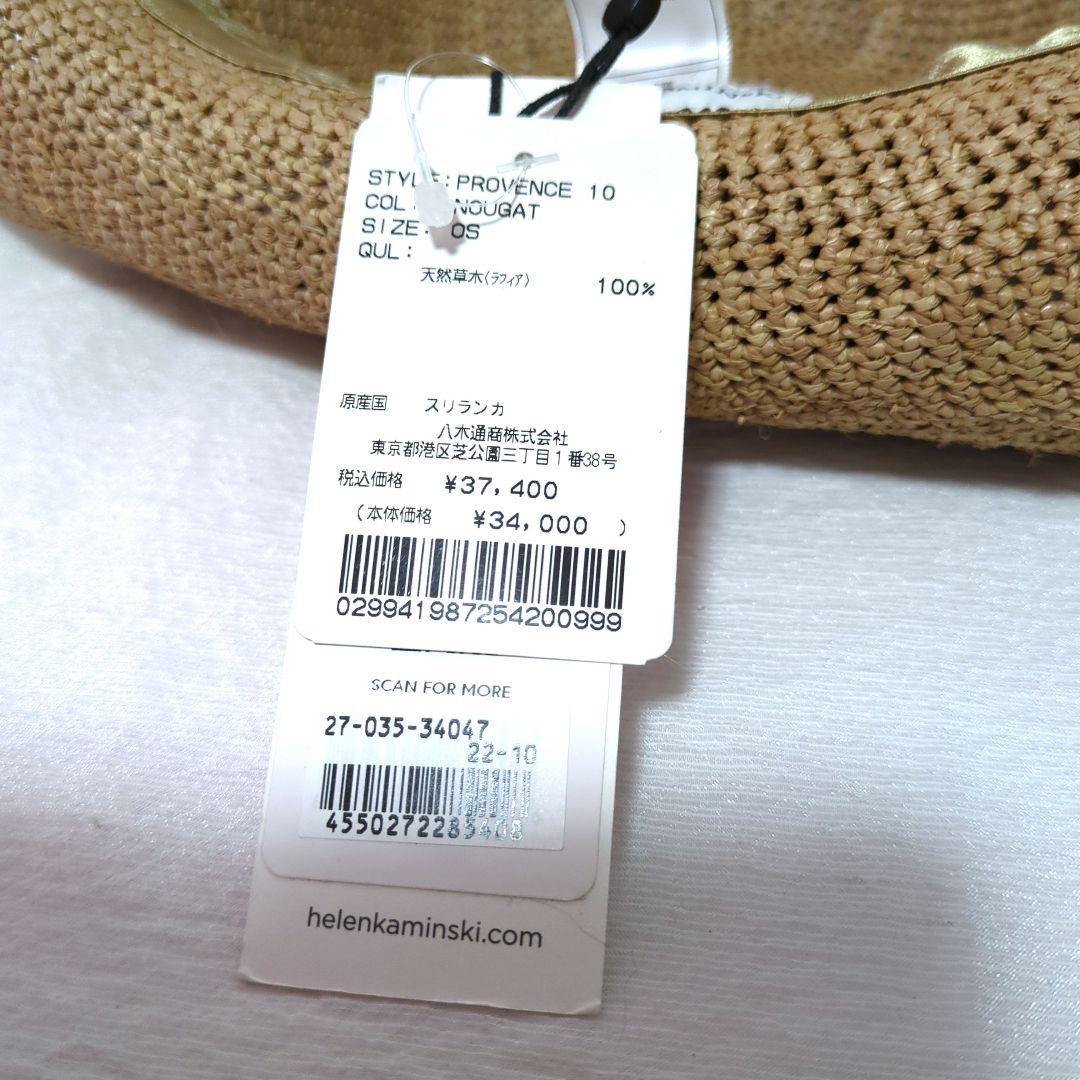 STYLE:PROVENCE 10
COL : NOUGAT
SIZE: OS
QUL:
天然草木(ラフィア) 100%
原産国 スリランカ
八木通商株式会社
東京都港区芝公園三丁目1番38号
税込価格 ¥37,400
(本体価格 ¥34,000 )
029941987254200999
SCAN FOR MORE
27-035-34047
22-10
4550272285408
helenkaminski.com